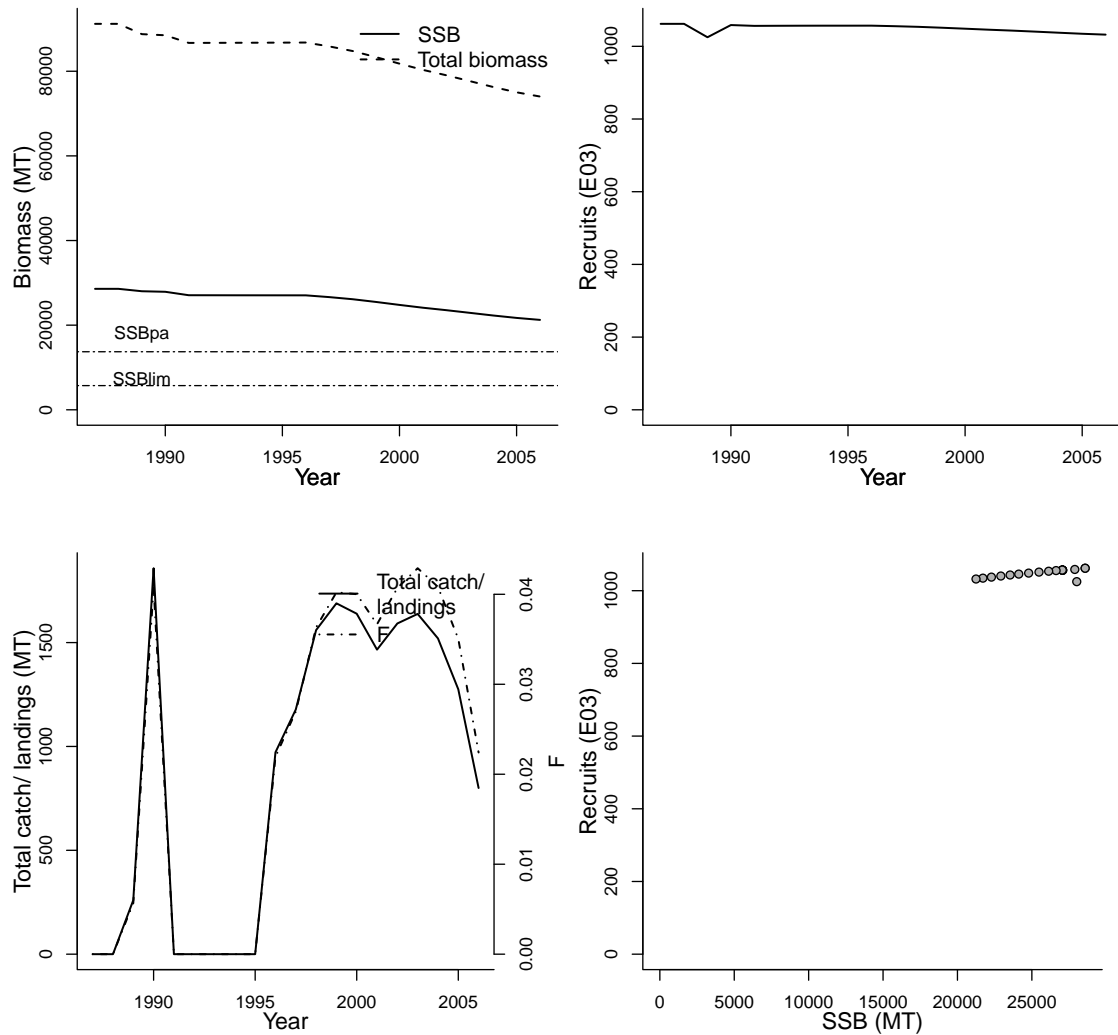 SSB
Total biomass
SSBpa
SSBlim
Biomass (MT)
0
20000
40000
60000
80000
1990
1995
2000
2005
Year
Recruits (E03)
0
200
400
600
800
1000
1990
1995
2000
2005
Year
Total catch/
landings
F
Total catch/ landings (MT)
0
500
1000
1500
F
0.00
0.01
0.02
0.03
0.04
1990
1995
2000
2005
Year
Recruits (E03)
0
200
400
600
800
1000
0
5000
10000
15000
20000
25000
SSB (MT)